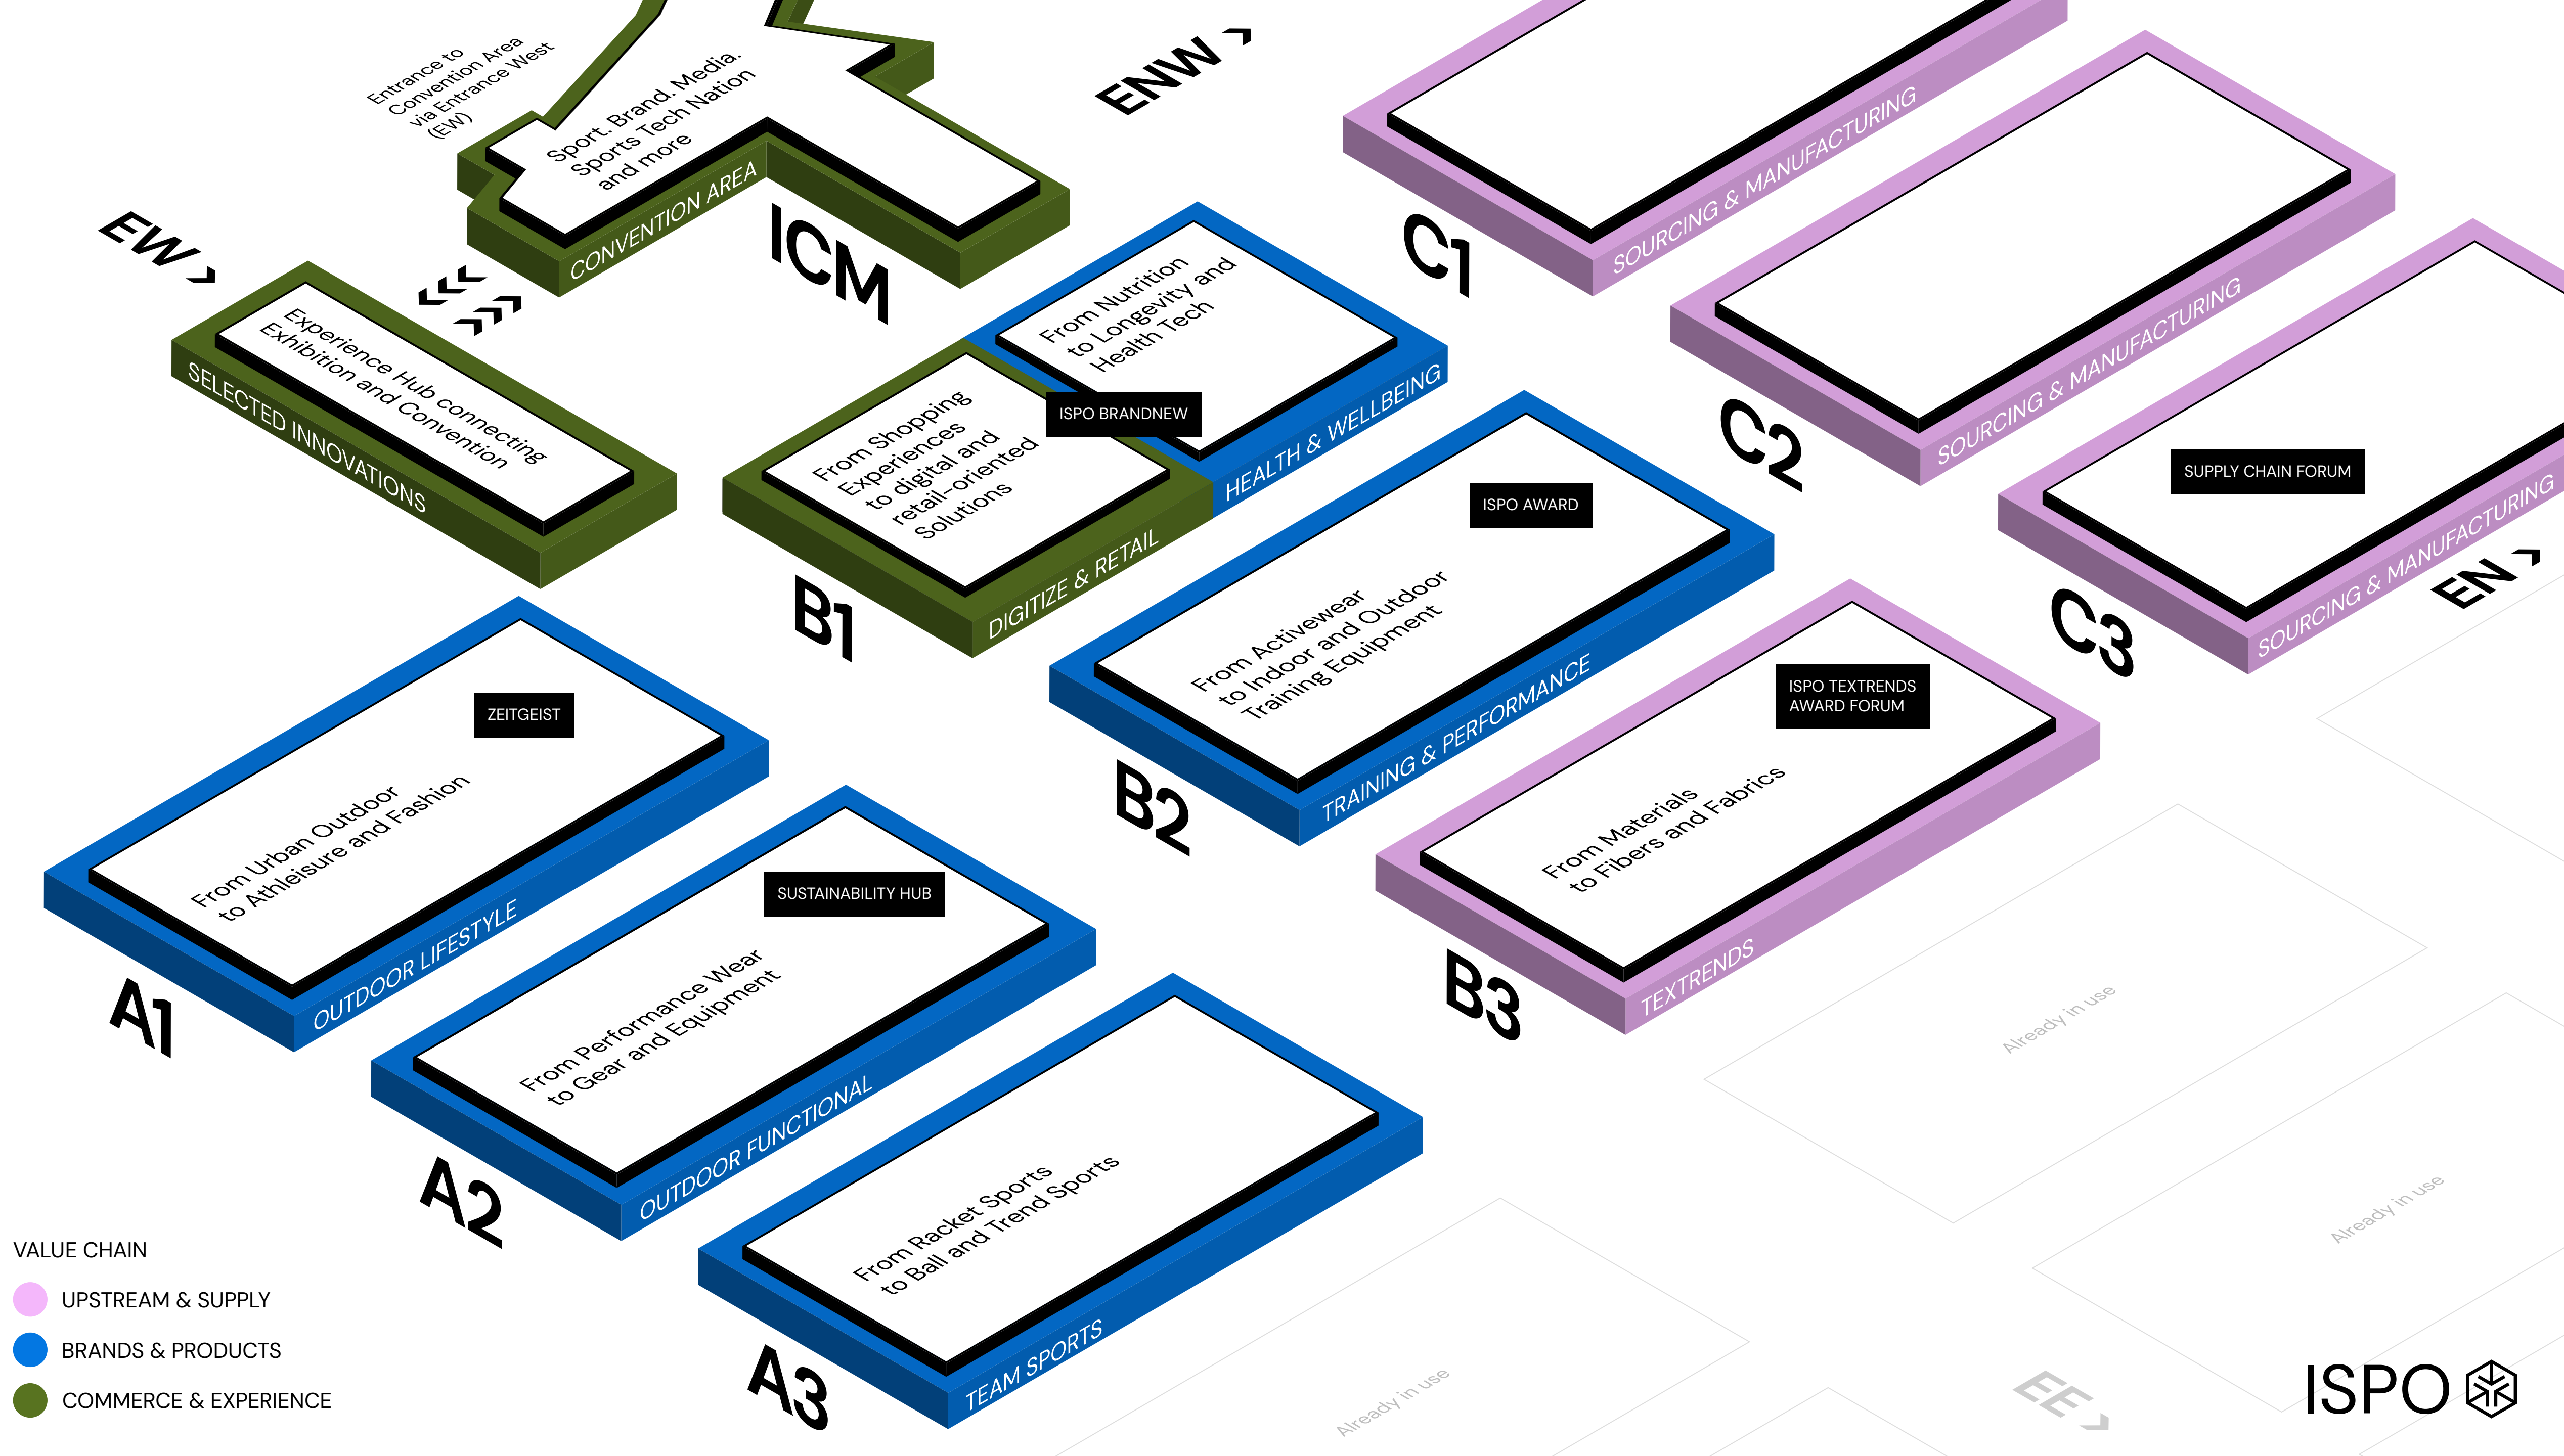 Entrance to
Convention Area
via Entrance West
(EW)
Sport. Brand. Media.
Sports Tech Nation
and more
CONVENTION AREA
ICM
ENW
EW
Experience Hub connecting
Exhibition and Convention
SELECTED INNOVATIONS
From Nutrition
to Longevity and
Health Tech
HEALTH & WELLBEING
ISPO BRANDNEW
From Shopping
Experiences
to digital and
retail-oriented
Solutions
DIGITIZE & RETAIL
B1
SOURCING & MANUFACTURING
C1
SOURCING & MANUFACTURING
C2
SUPPLY CHAIN FORUM
SOURCING & MANUFACTURING
C3
EN
ISPO AWARD
From Activewear
to Indoor and Outdoor
Training Equipment
TRAINING & PERFORMANCE
B2
ISPO TEXTRENDS
AWARD FORUM
From Materials
to Fibers and Fabrics
TEXTRENDS
B3
ZEITGEIST
From Urban Outdoor
to Athleisure and Fashion
OUTDOOR LIFESTYLE
A1
SUSTAINABILITY HUB
From Performance Wear
to Gear and Equipment
OUTDOOR FUNCTIONAL
A2
From Racket Sports
to Ball and Trend Sports
TEAM SPORTS
A3
Already in use
Already in use
Already in use
EE
VALUE CHAIN
UPSTREAM & SUPPLY
BRANDS & PRODUCTS
COMMERCE & EXPERIENCE
ISPO